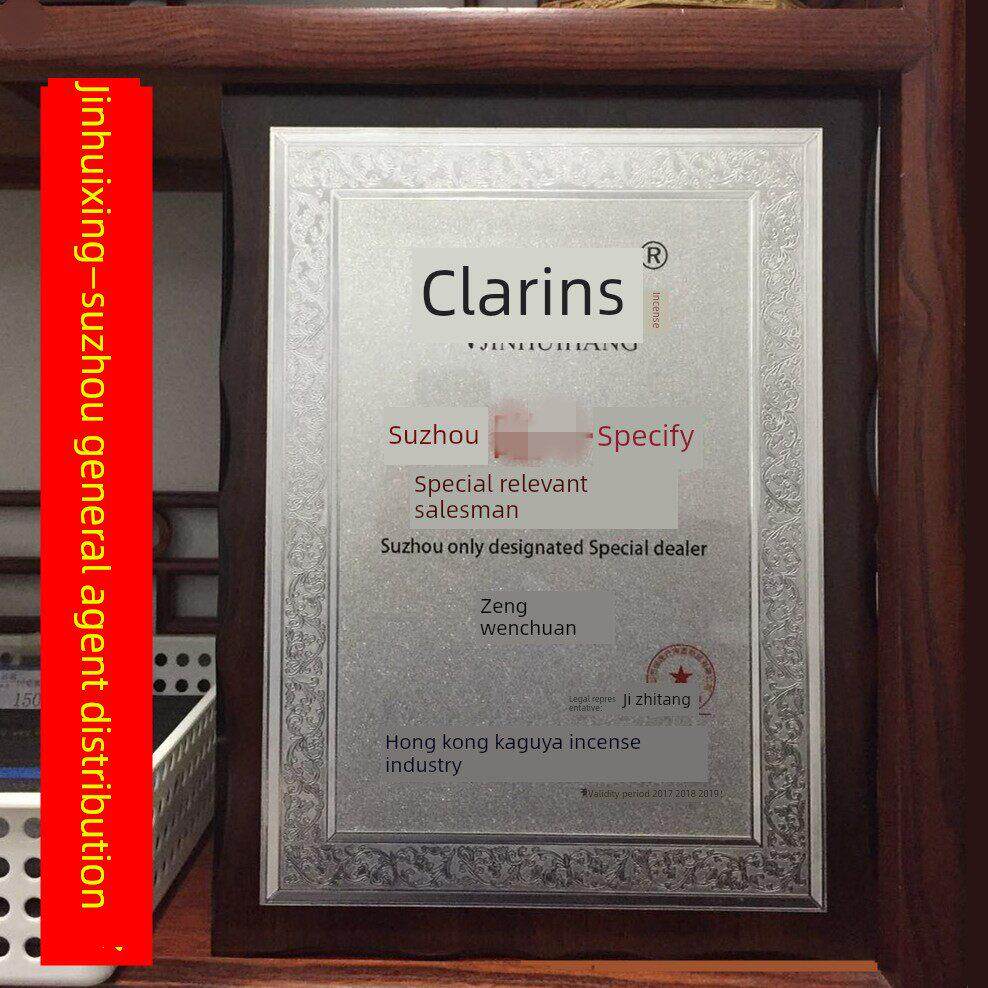 Jinhuixing-suzhou general agent distribution
Clarins ®
Incense
VJINHUIHANG
Suzhou Specify
Special relevant
salesman
Suzhou only designated Special dealer
Zeng
wenchuan
Legal repres
entative:
Ji zhitang
Hong kong kaguya incense
industry
Validity period 2017 2018 2019
150